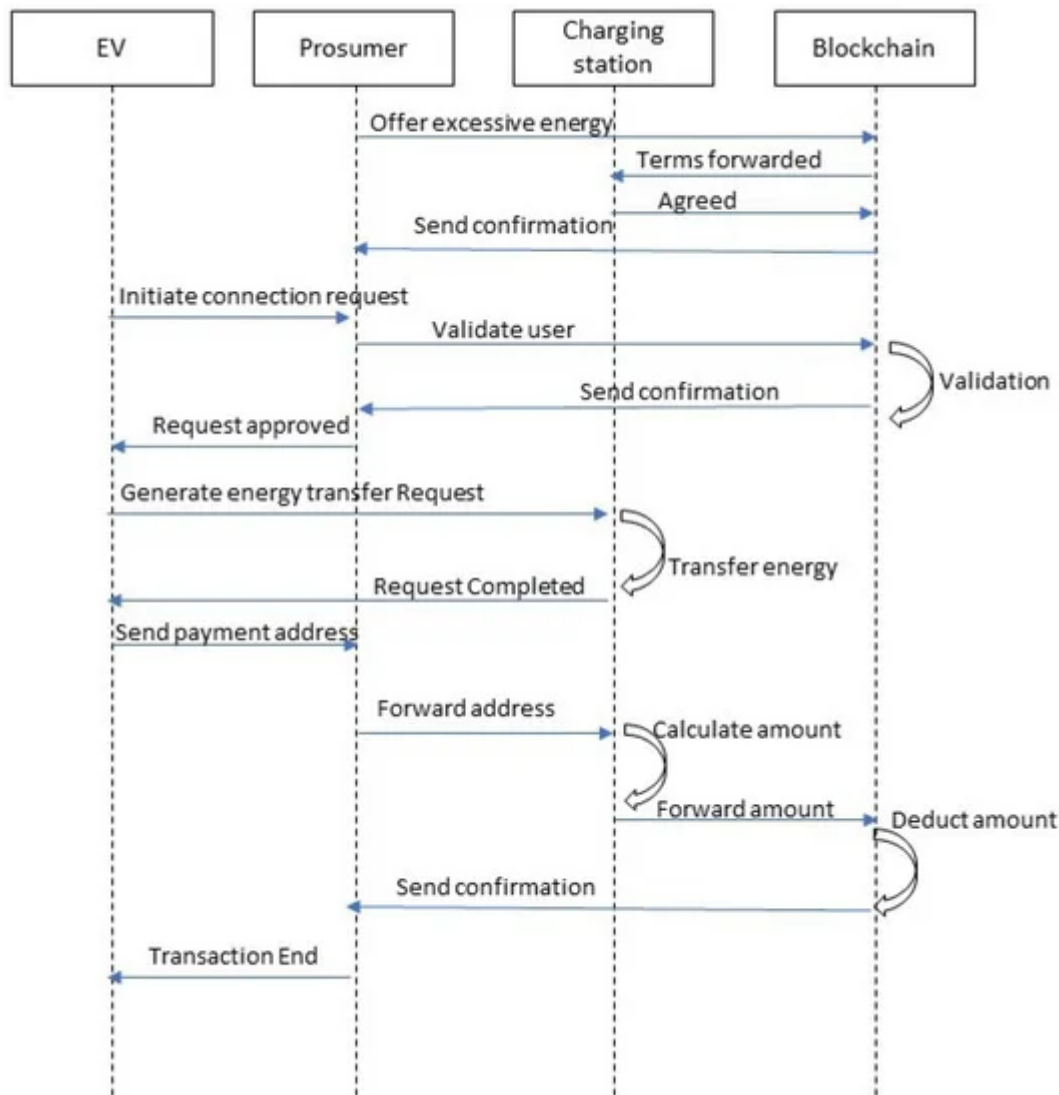 EV
Prosumer
Charging
station
Blockchain
Offer excessive energy
Terms forwarded
Agreed
Send confirmation
Initiate connection request
Validate user
Validation
Send confirmation
Request approved
Generate energy transfer Request
Transfer energy
Request Completed
Send payment address
Forward address
Calculate amount
Forward amount
Deduct amount
Send confirmation
Transaction End